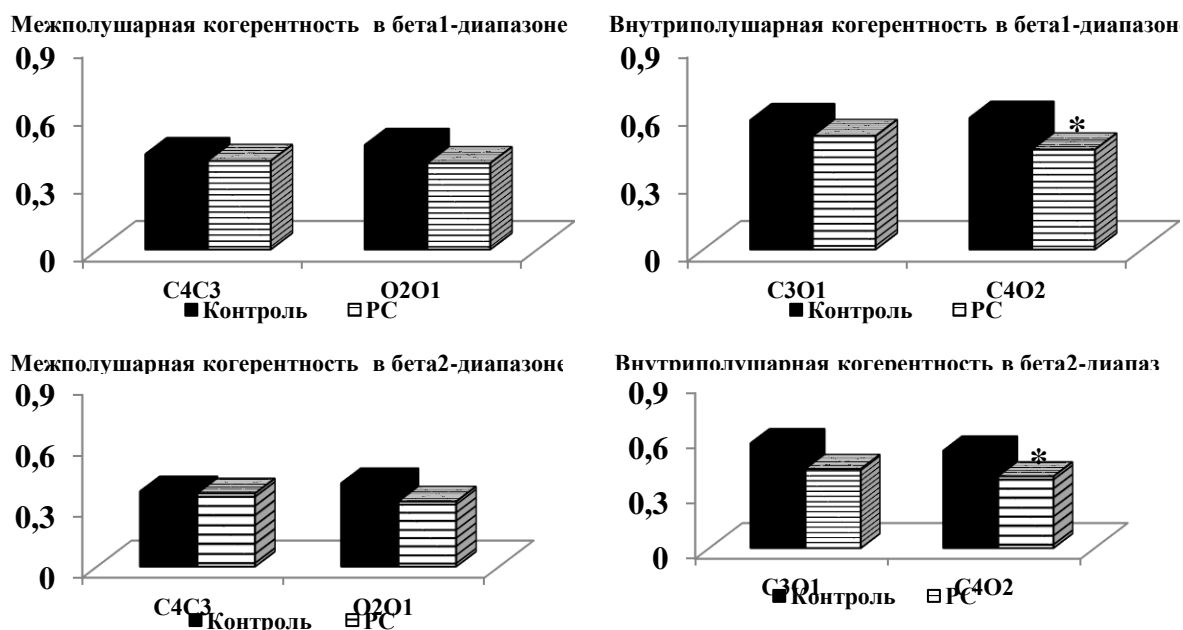 Межполушарная когерентность в бета1-диапазоне
0,9
0,6
0,3
0
C4C3 O2O1
Контроль РС
Внутриполушарная когерентность в бета1-диапазон
0,9
0,6
0,3
0
*
C3O1 C4O2
Контроль РС
Межполушарная когерентность в бета2-диапазоне
0,9
0,6
0,3
0
C4C3 O2O1
Контроль РС
Внутриполушарная когерентность в бета2-диапаз
0,9
0,6
0,3
0
*
C3O1 C4O2
Контроль РС